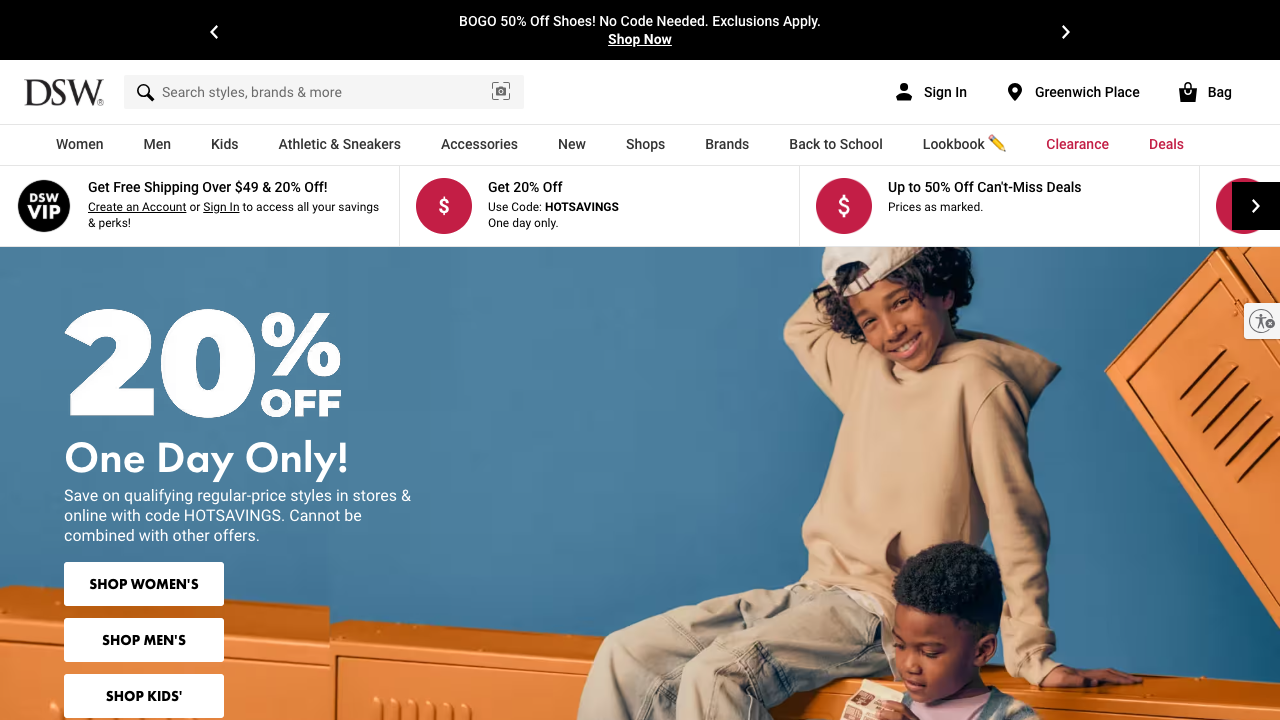 BOGO 50% Off Shoes! No Code Needed. Exclusions Apply.
Shop Now
DSW®
Search styles, brands & more
Sign In
Greenwich Place
Bag
Women
Men
Kids
Athletic & Sneakers
Accessories
New
Shops
Brands
Back to School
Lookbook ✏️
Clearance
Deals
DSW
VIP
Get Free Shipping Over $49 & 20% Off!
Create an Account or Sign In to access all your savings
& perks!
$
Get 20% Off
Use Code: HOTSAVINGS
One day only.
$
Up to 50% Off Can't-Miss Deals
Prices as marked.
20% OFF
One Day Only!
Save on qualifying regular-price styles in stores &
online with code HOTSAVINGS. Cannot be
combined with other offers.
SHOP WOMEN'S
SHOP MEN'S
SHOP KIDS'